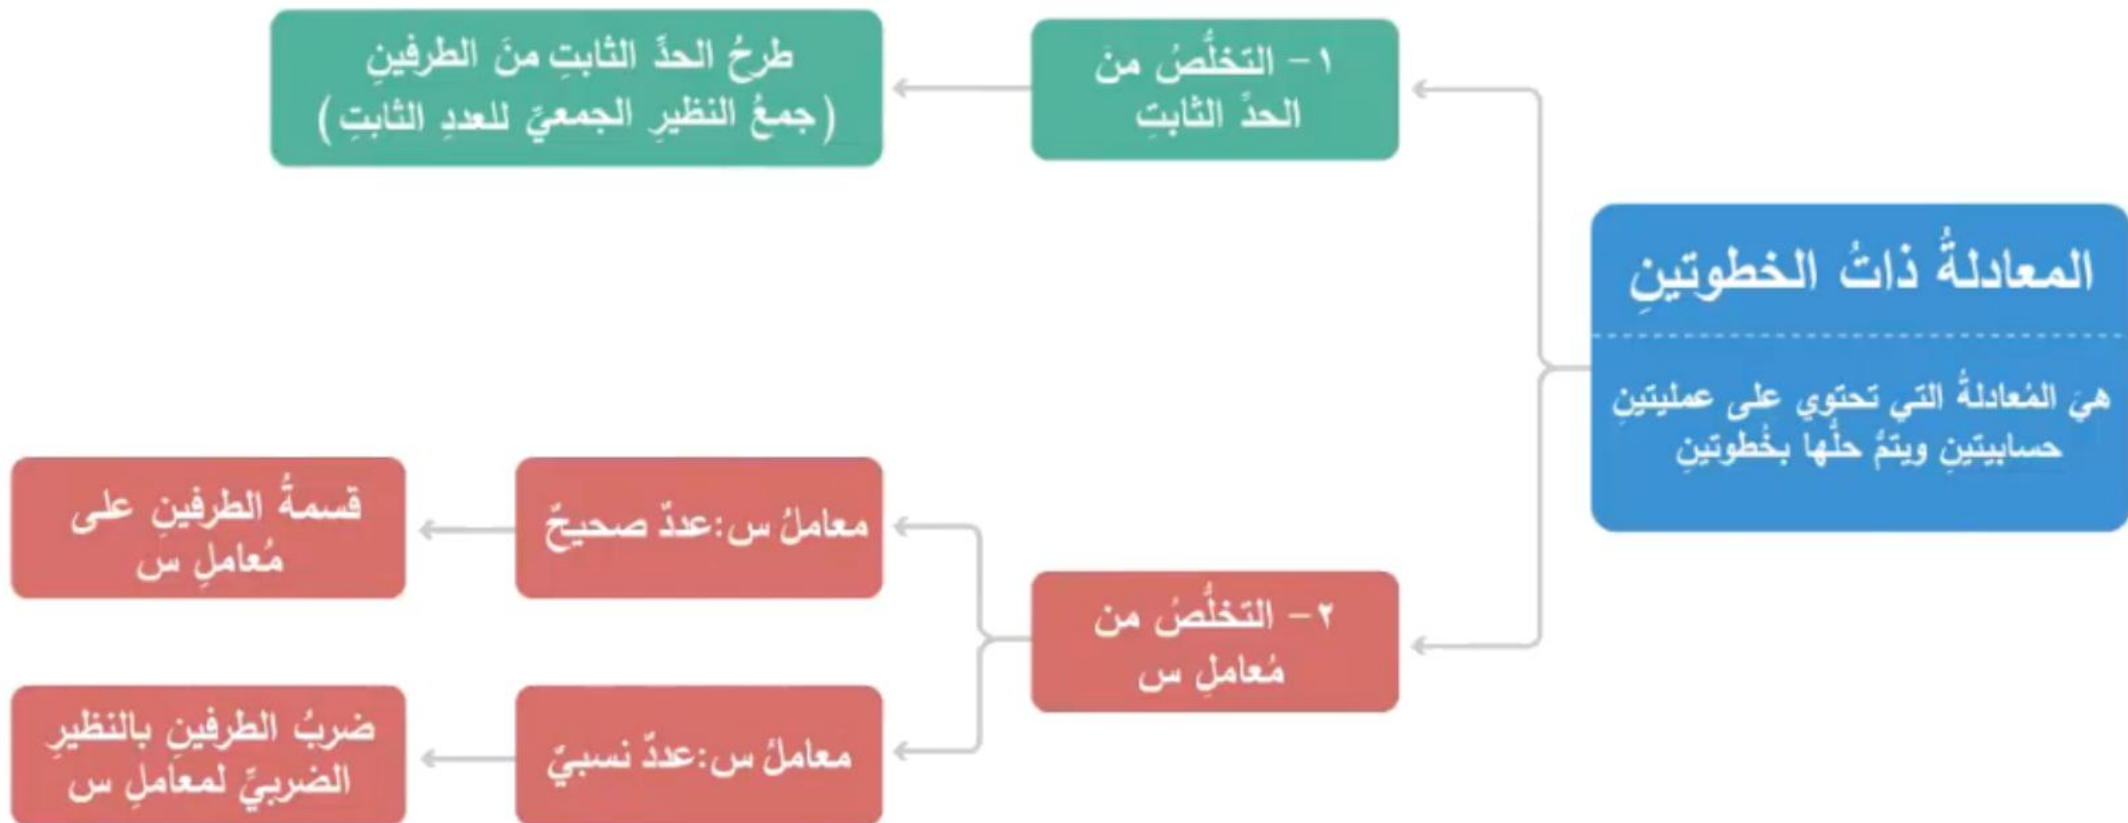 المعادلةُ ذاتُ الخطوتينِ
هيَ المُعادلةُ التي تحتوي على عمليتينِ
حسابيتينِ ويتمُّ حلُّها بخُطوتينِ
١- التخلُّصُ منَ
الحدِّ الثابتِ
طرحُ الحدِّ الثابتِ منَ الطرفينِ
(جمعُ النظيرِ الجمعيِّ للعددِ الثابتِ)
٢- التخلُّصُ من
مُعاملِ س
معاملُ س:عددٌ صحيحٌ
قسمةُ الطرفينِ على
مُعاملِ س
معاملُ س:عددٌ نسبيٌّ
ضربُ الطرفينِ بالنظيرِ
الضربيِّ لمعاملِ س